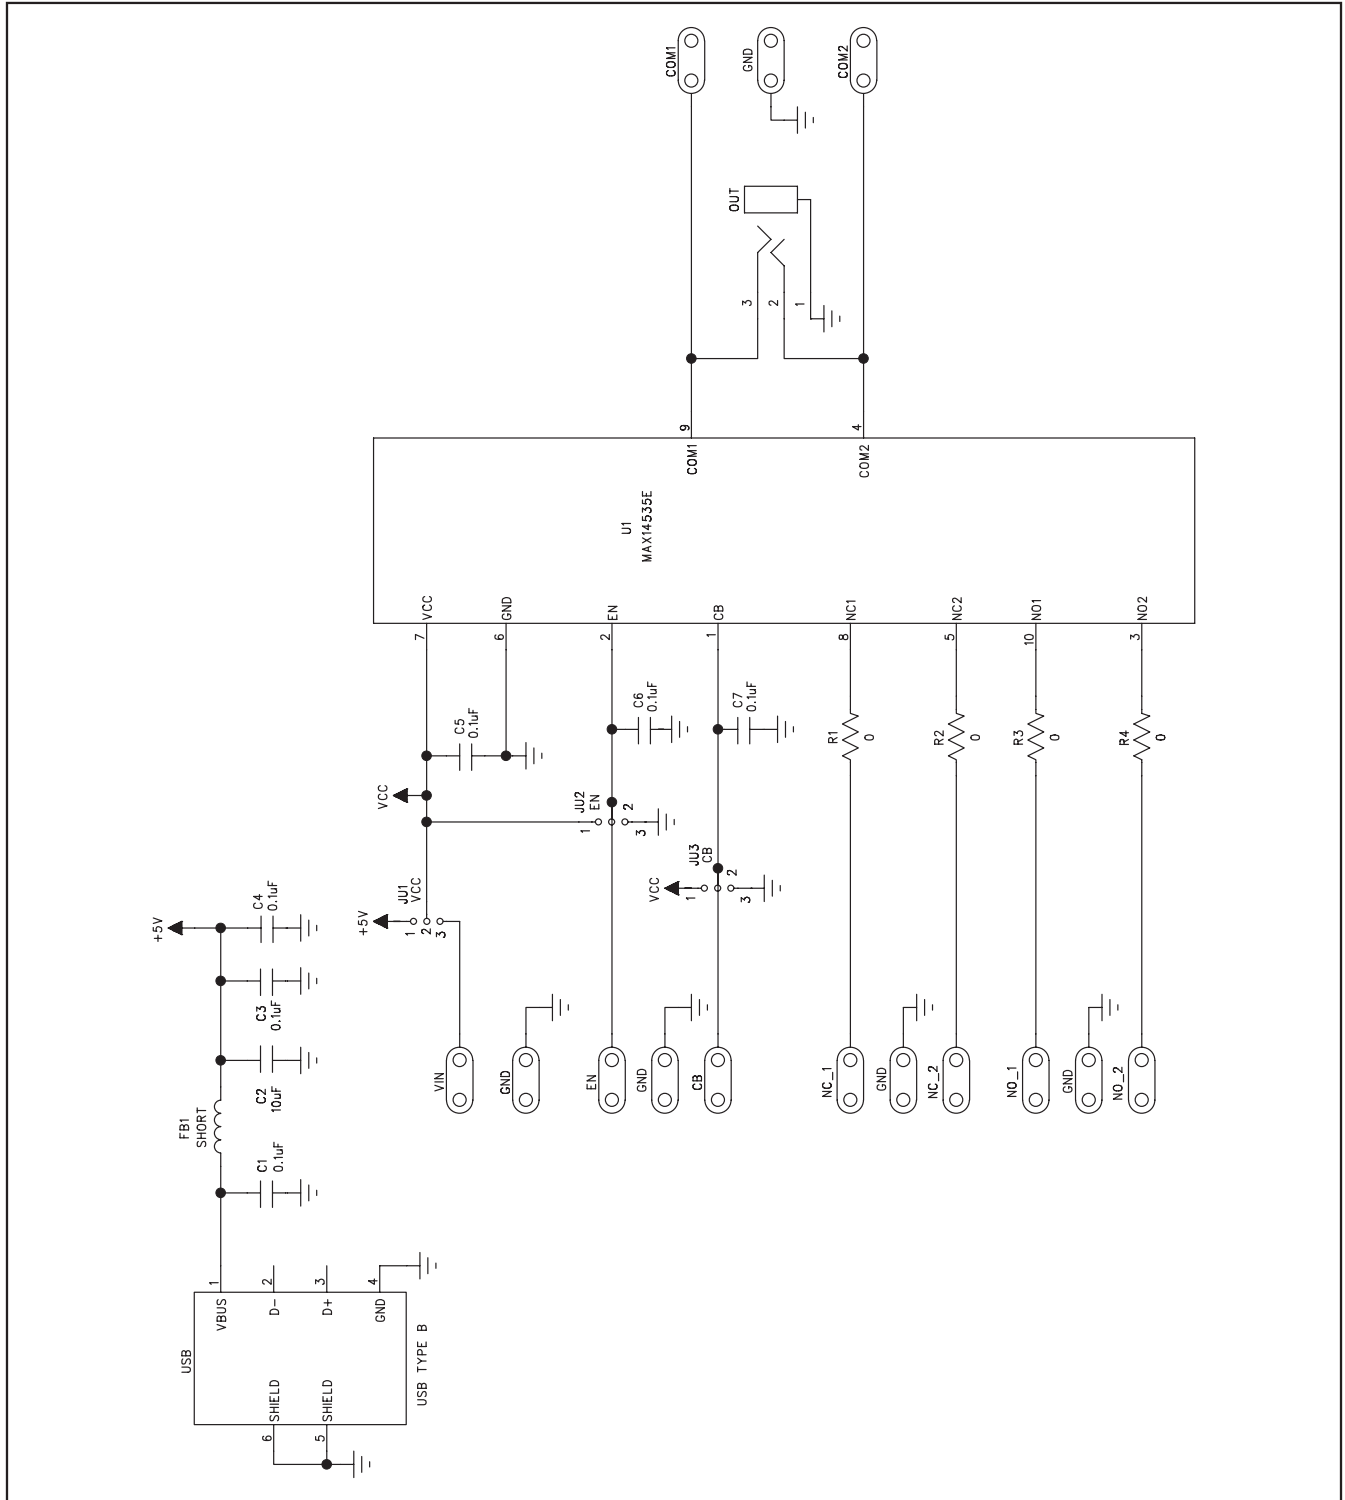 USB
USB TYPE B
VBUS
D-
D+
GND
SHIELD
SHIELD
1
2
3
4
6
5
FB1
SHORT
C1
0.1uF
C2
10uF
C3
0.1uF
C4
0.1uF
+5V
+5V
JU1
VCC
1
2
3
VIN
GND
EN
GND
CB
NC_1
GND
NC_2
NO_1
GND
NO_2
VCC
JU2
EN
1
2
3
VCC
JU3
CB
1
2
3
C5
0.1uF
C6
0.1uF
C7
0.1uF
R1
0
R2
0
R3
0
R4
0
7
6
2
1
8
5
10
3
VCC
GND
EN
CB
NC1
NC2
NO1
NO2
U1
MAX14535E
COM1
COM2
9
4
3
2
1
OUT
COM1
GND
COM2